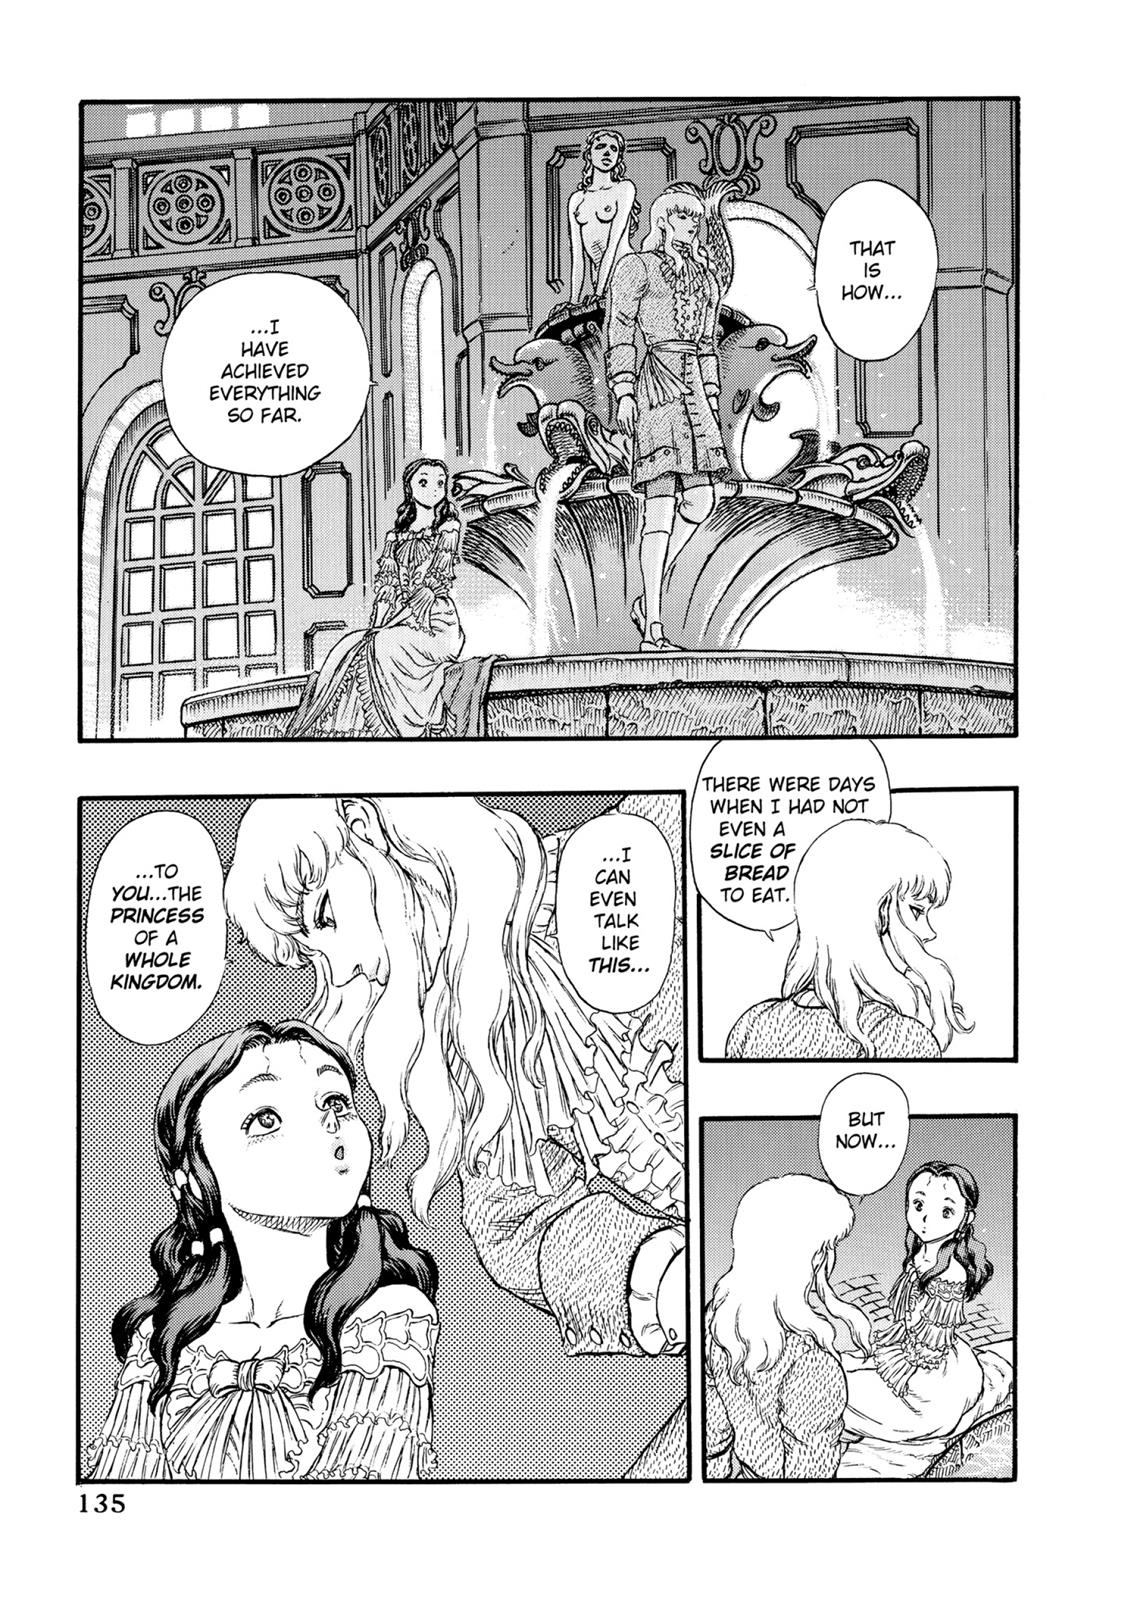 THAT
IS
HOW...
...I
HAVE
ACHIEVED
EVERYTHING
SO FAR.
THERE WERE DAYS
WHEN I HAD NOT
EVEN A
SLICE OF
BREAD
TO EAT.
BUT
NOW...
...I
CAN
EVEN
TALK
LIKE
THIS...
...TO
YOU...THE
PRINCESS
OF A
WHOLE
KINGDOM.
135